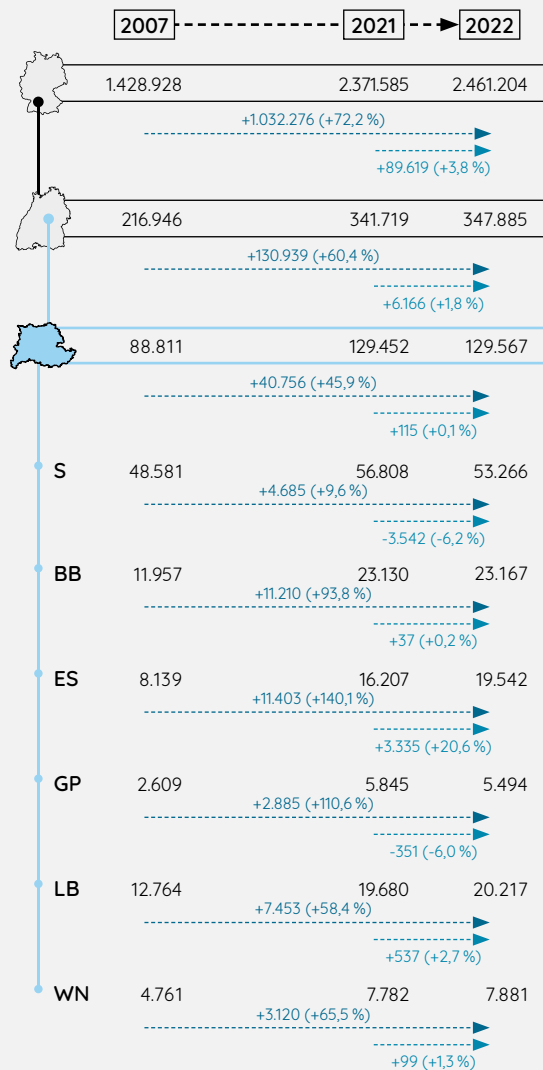 2007 2021 2022
1.428.928 2.371.585 2.461.204
+1.032.276 (+72,2 %)
+89.619 (+3,8 %)
216.946 341.719 347.885
+130.939 (+60,4 %)
+6.166 (+1,8 %)
88.811 129.452 129.567
+40.756 (+45,9 %)
+115 (+0,1 %)
S 48.581 56.808 53.266
+4.685 (+9,6 %)
-3.542 (-6,2 %)
BB 11.957 23.130 23.167
+11.210 (+93,8 %)
+37 (+0,2 %)
ES 8.139 16.207 19.542
+11.403 (+140,1 %)
+3.335 (+20,6 %)
GP 2.609 5.845 5.494
+2.885 (+110,6 %)
-351 (-6,0 %)
LB 12.764 19.680 20.217
+7.453 (+58,4 %)
+537 (+2,7 %)
WN 4.761 7.782 7.881
+3.120 (+65,5 %)
+99 (+1,3 %)